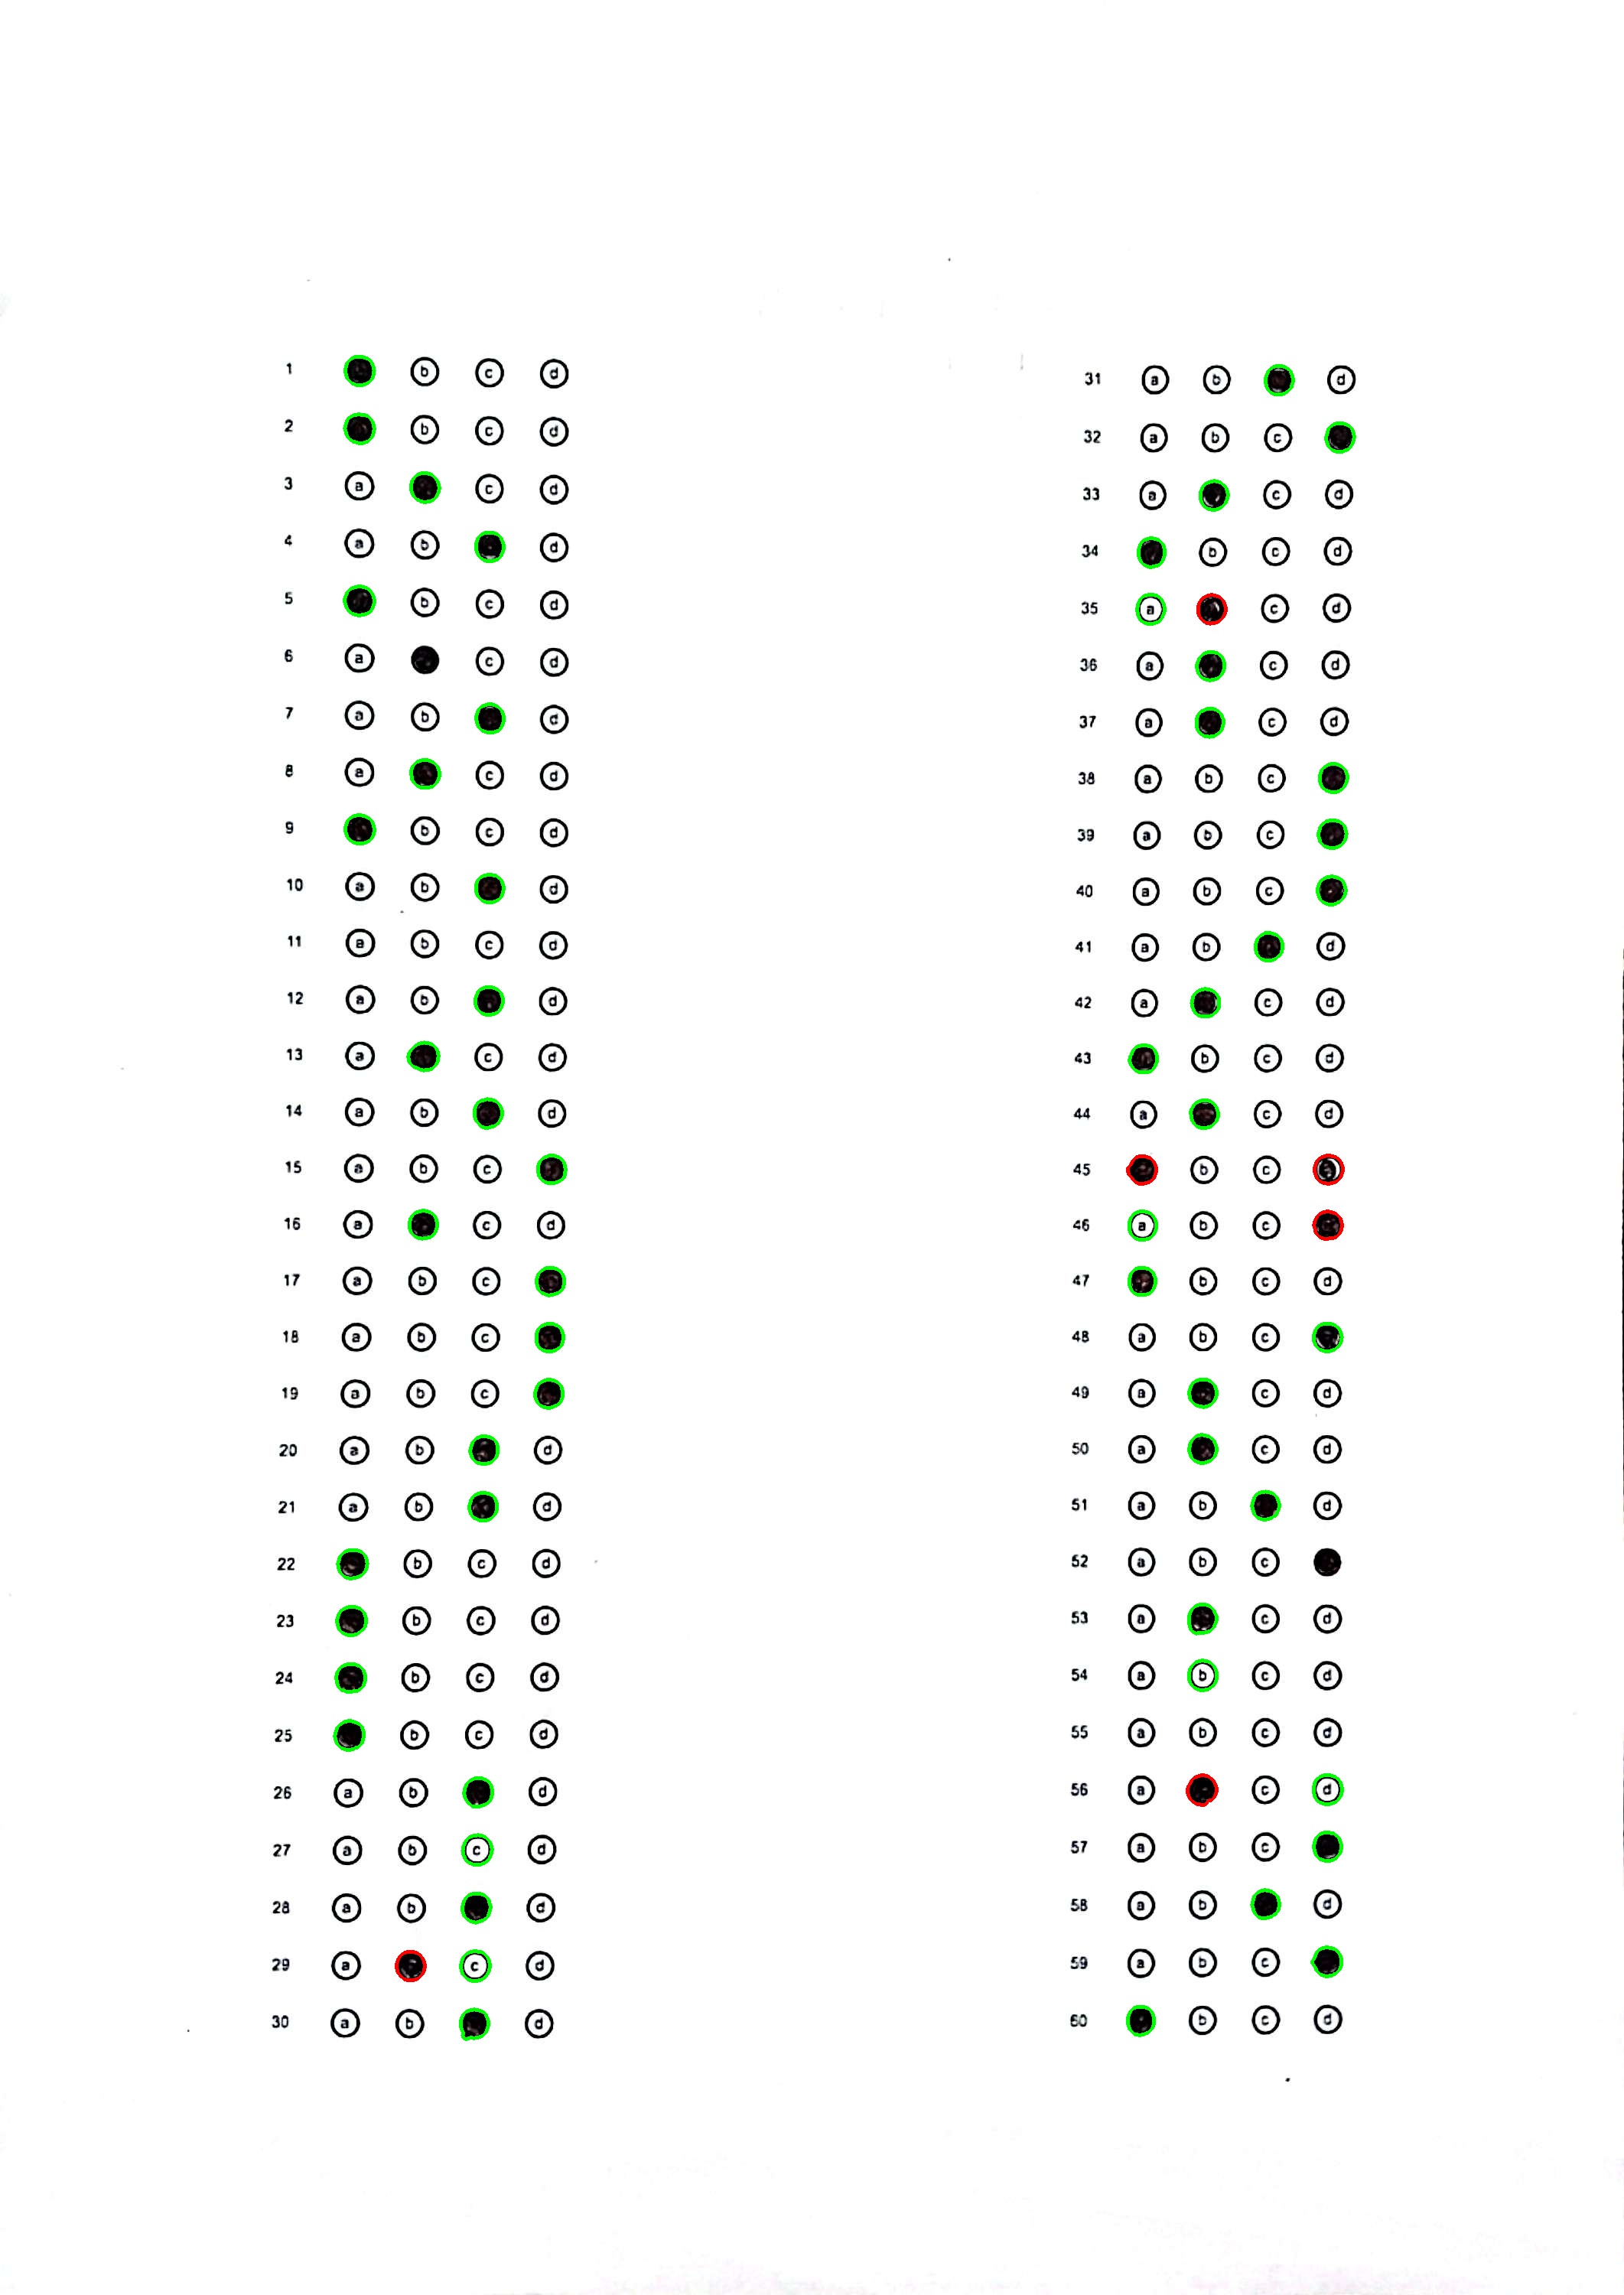 1 b c d
2 b c d
3 a c d
4 a b d
5 b c d
6 a c d
7 a b d
8 a c d
9 b c d
10 a b d
11 a b c d
12 a b d
13 a c d
14 a b d
15 a b c
16 a c d
17 a b c
18 a b c
19 a b c
20 a b d
21 a b d
22 b c d
23 b c d
24 b c d
25 b c d
26 a b d
27 a b c d
28 a b d
29 a c d
30 a b d
31 a b d
32 a b c
33 a c d
34 b c d
35 a c d
36 a c d
37 a c d
38 a b c
39 a b c
40 a b c
41 a b d
42 a c d
43 b c d
44 a c d
45 b c
46 a b c
47 b c d
48 a b c
49 a c d
50 a c d
51 a b d
52 a b c
53 a c d
54 a b c d
55 a b c d
56 a c d
57 a b c
58 a b d
59 a b c
60 b c d